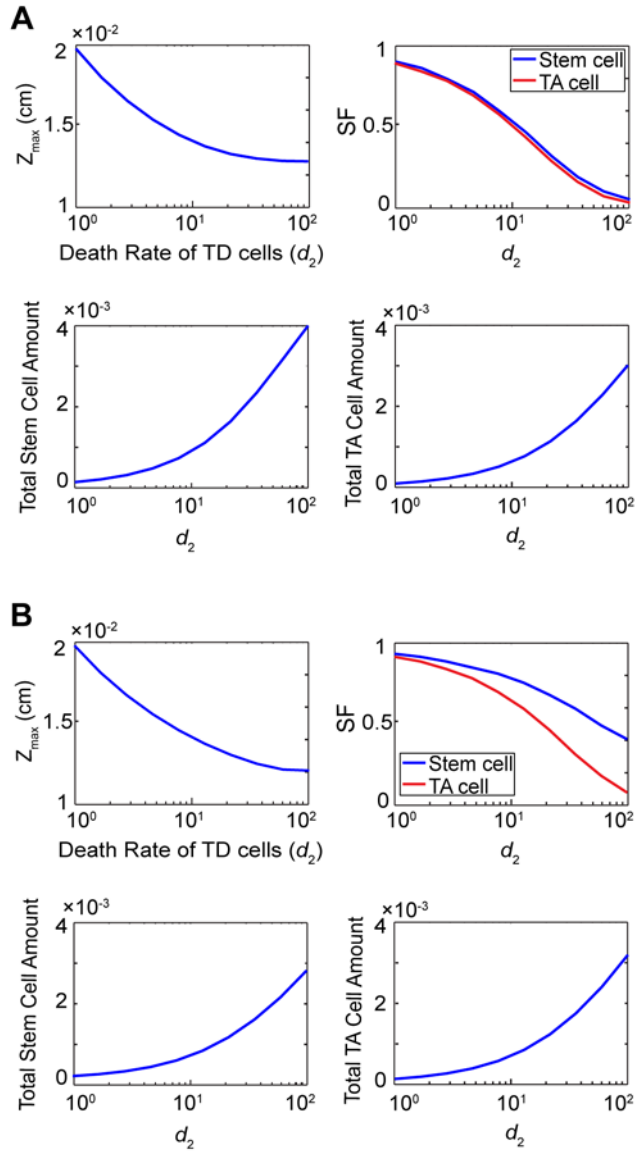 A
×10⁻²
2
1.5
1
Z_max (cm)
10⁰ 10¹ 10²
Death Rate of TD cells (d₂)
1
0.5
0
SF
Stem cell
TA cell
10⁰ 10¹ 10²
d₂
×10⁻³
4
2
0
Total Stem Cell Amount
10⁰ 10¹ 10²
d₂
×10⁻³
4
2
0
Total TA Cell Amount
10⁰ 10¹ 10²
d₂
B
×10⁻²
2
1.5
1
Z_max (cm)
10⁰ 10¹ 10²
Death Rate of TD cells (d₂)
1
0.5
0
SF
Stem cell
TA cell
10⁰ 10¹ 10²
d₂
×10⁻³
4
2
0
Total Stem Cell Amount
10⁰ 10¹ 10²
d₂
×10⁻³
4
2
0
Total TA Cell Amount
10⁰ 10¹ 10²
d₂